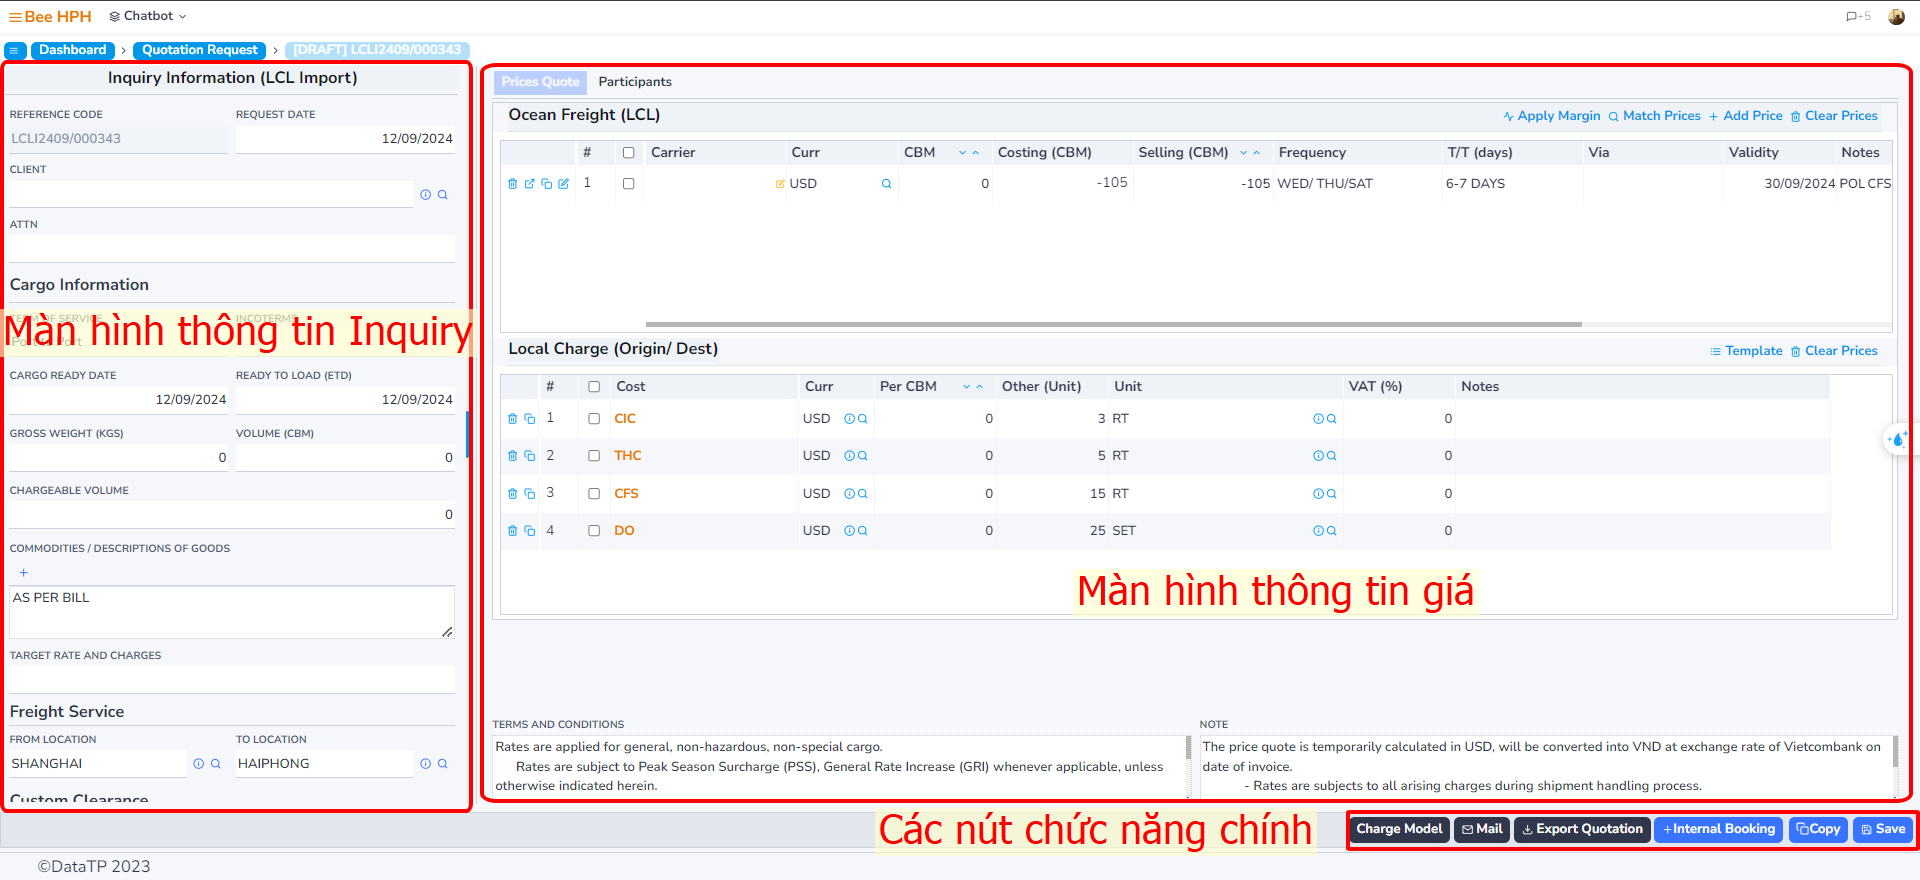 Bee HPH
Chatbot
+5
Dashboard
Quotation Request
[DRAFT] LCLI2409/000343
Inquiry Information (LCL Import)
REFERENCE CODE
REQUEST DATE
LCLI2409/000343
12/09/2024
CLIENT
ATTN
Cargo Information
TERM OF SERVICE
INCOTERMS
Port to Port
Màn hình thông tin Inquiry
CARGO READY DATE
READY TO LOAD (ETD)
12/09/2024
12/09/2024
GROSS WEIGHT (KGS)
VOLUME (CBM)
0
0
CHARGEABLE VOLUME
0
COMMODITIES / DESCRIPTIONS OF GOODS
+
AS PER BILL
TARGET RATE AND CHARGES
Freight Service
FROM LOCATION
TO LOCATION
SHANGHAI
HAIPHONG
Custom Clearance
Prices Quote
Participants
Ocean Freight (LCL)
Apply Margin
Match Prices
+ Add Price
Clear Prices
# Carrier Curr CBM Costing (CBM) Selling (CBM) Frequency T/T (days) Via Validity Notes
1 USD 0 -105 -105 WED/ THU/SAT 6-7 DAYS 30/09/2024 POL CFS
Local Charge (Origin/ Dest)
Template
Clear Prices
# Cost Curr Per CBM Other (Unit) Unit VAT (%) Notes
1 CIC USD 0 3 RT 0
2 THC USD 0 5 RT 0
3 CFS USD 0 15 RT 0
4 DO USD 0 25 SET 0
Màn hình thông tin giá
TERMS AND CONDITIONS
Rates are applied for general, non-hazardous, non-special cargo.
Rates are subject to Peak Season Surcharge (PSS), General Rate Increase (GRI) whenever applicable, unless
otherwise indicated herein.
NOTE
The price quote is temporarily calculated in USD, will be converted into VND at exchange rate of Vietcombank on
date of invoice.
- Rates are subjects to all arising charges during shipment handling process.
Các nút chức năng chính
Charge Model
Mail
Export Quotation
+Internal Booking
Copy
Save
©DataTP 2023